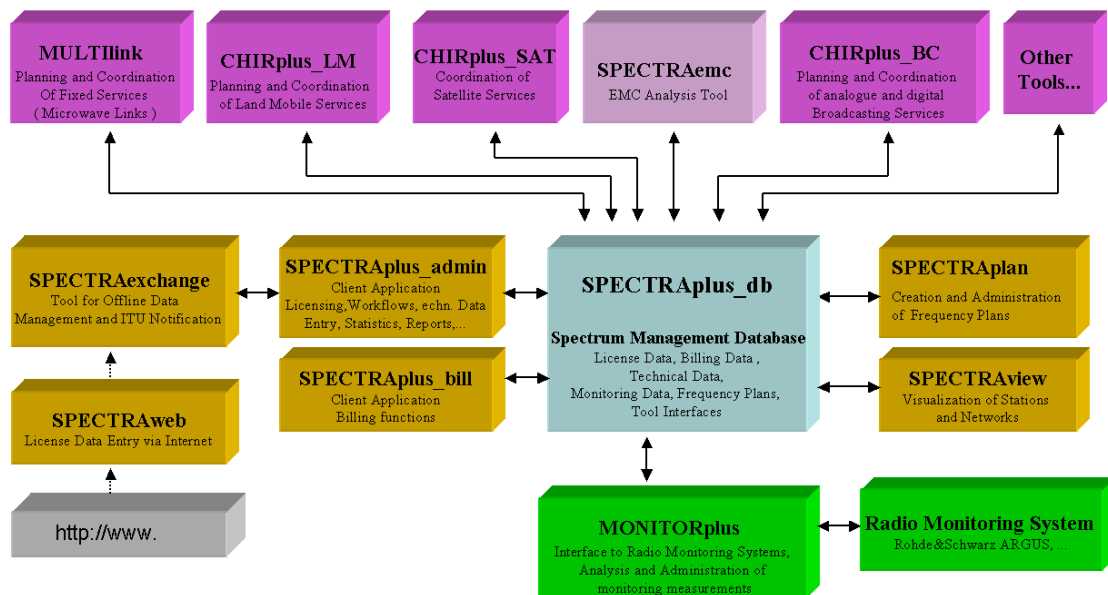 MULTIlink
Planning and Coordination
Of Fixed Services
( Microwave Links )
CHIRplus_LM
Planning and Coordination
of Land Mobile Services
CHIRplus_SAT
Coordination of
Satellite Services
SPECTRAemc
EMC Analysis Tool
CHIRplus_BC
Planning and Coordination
of analogue and digital
Broadcasting Services
Other
Tools...
SPECTRAexchange
Tool for Offline Data
Management and ITU Notification
SPECTRAplus_admin
Client Application
Licensing,Workflows, echn. Data
Entry, Statistics, Reports,...
SPECTRAplus_db
Spectrum Management Database
License Data, Billing Data ,
Technical Data,
Monitoring Data, Frequency Plans,
Tool Interfaces
SPECTRAplan
Creation and Administration
of Frequency Plans
SPECTRAplus_bill
Client Application
Billing functions
SPECTRAview
Visualization of Stations
and Networks
SPECTRAweb
License Data Entry via Internet
http://www.
MONITORplus
Interface to Radio Monitoring Systems,
Analysis and Administration of
monitoring measurements
Radio Monitoring System
Rohde&Schwarz ARGUS, ...